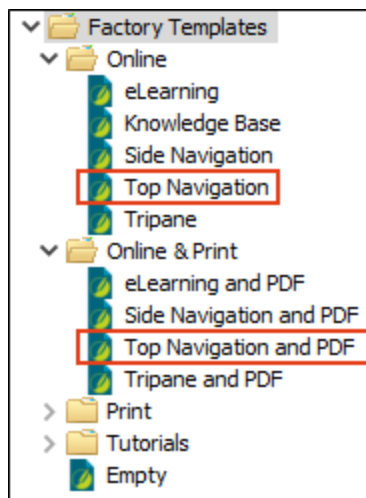 Factory Templates
Online
eLearning
Knowledge Base
Side Navigation
Top Navigation
Tripane
Online & Print
eLearning and PDF
Side Navigation and PDF
Top Navigation and PDF
Tripane and PDF
Print
Tutorials
Empty